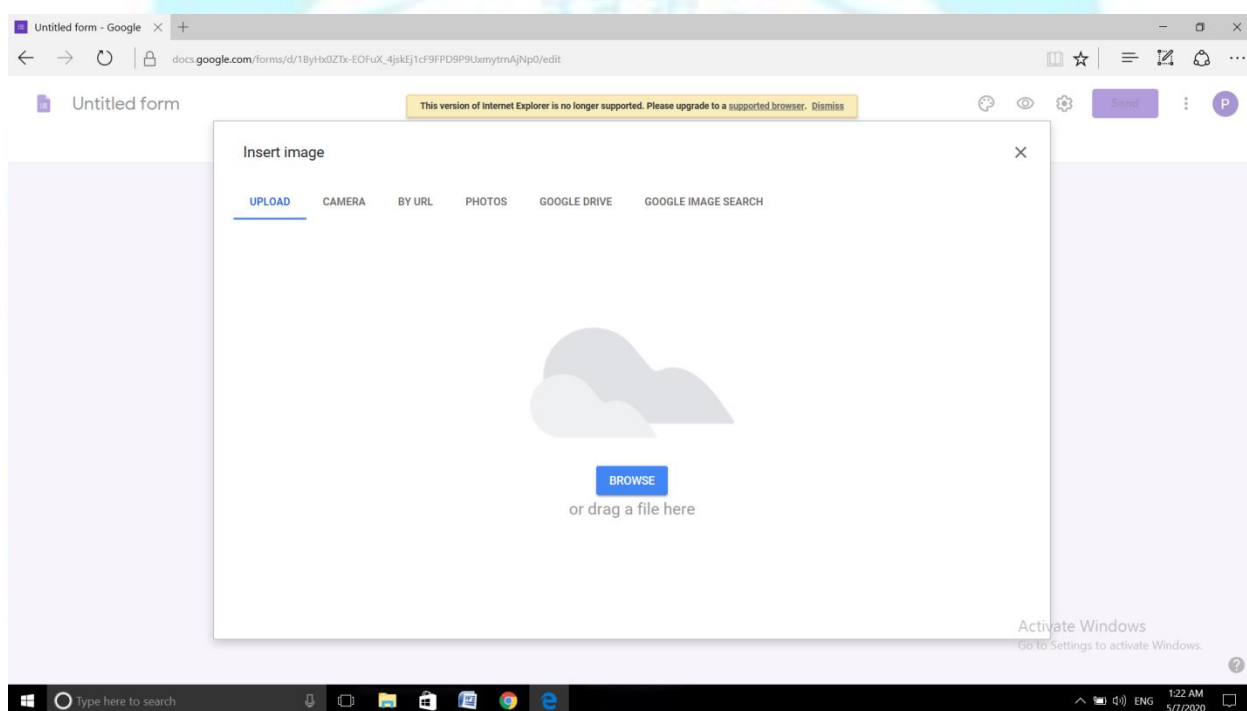 Untitled form - Google
docs.google.com/forms/d/1ByHx0ZTx-EOFuX_4jskEj1cF9FPD9P9UxmytrnAjNp0/edit
Untitled form
This version of Internet Explorer is no longer supported. Please upgrade to a supported browser. Dismiss
Send
P
Insert image
UPLOAD CAMERA BY URL PHOTOS GOOGLE DRIVE GOOGLE IMAGE SEARCH
BROWSE
or drag a file here
Activate Windows
Go to Settings to activate Windows.
Type here to search
ENG
1:22 AM
5/7/2020